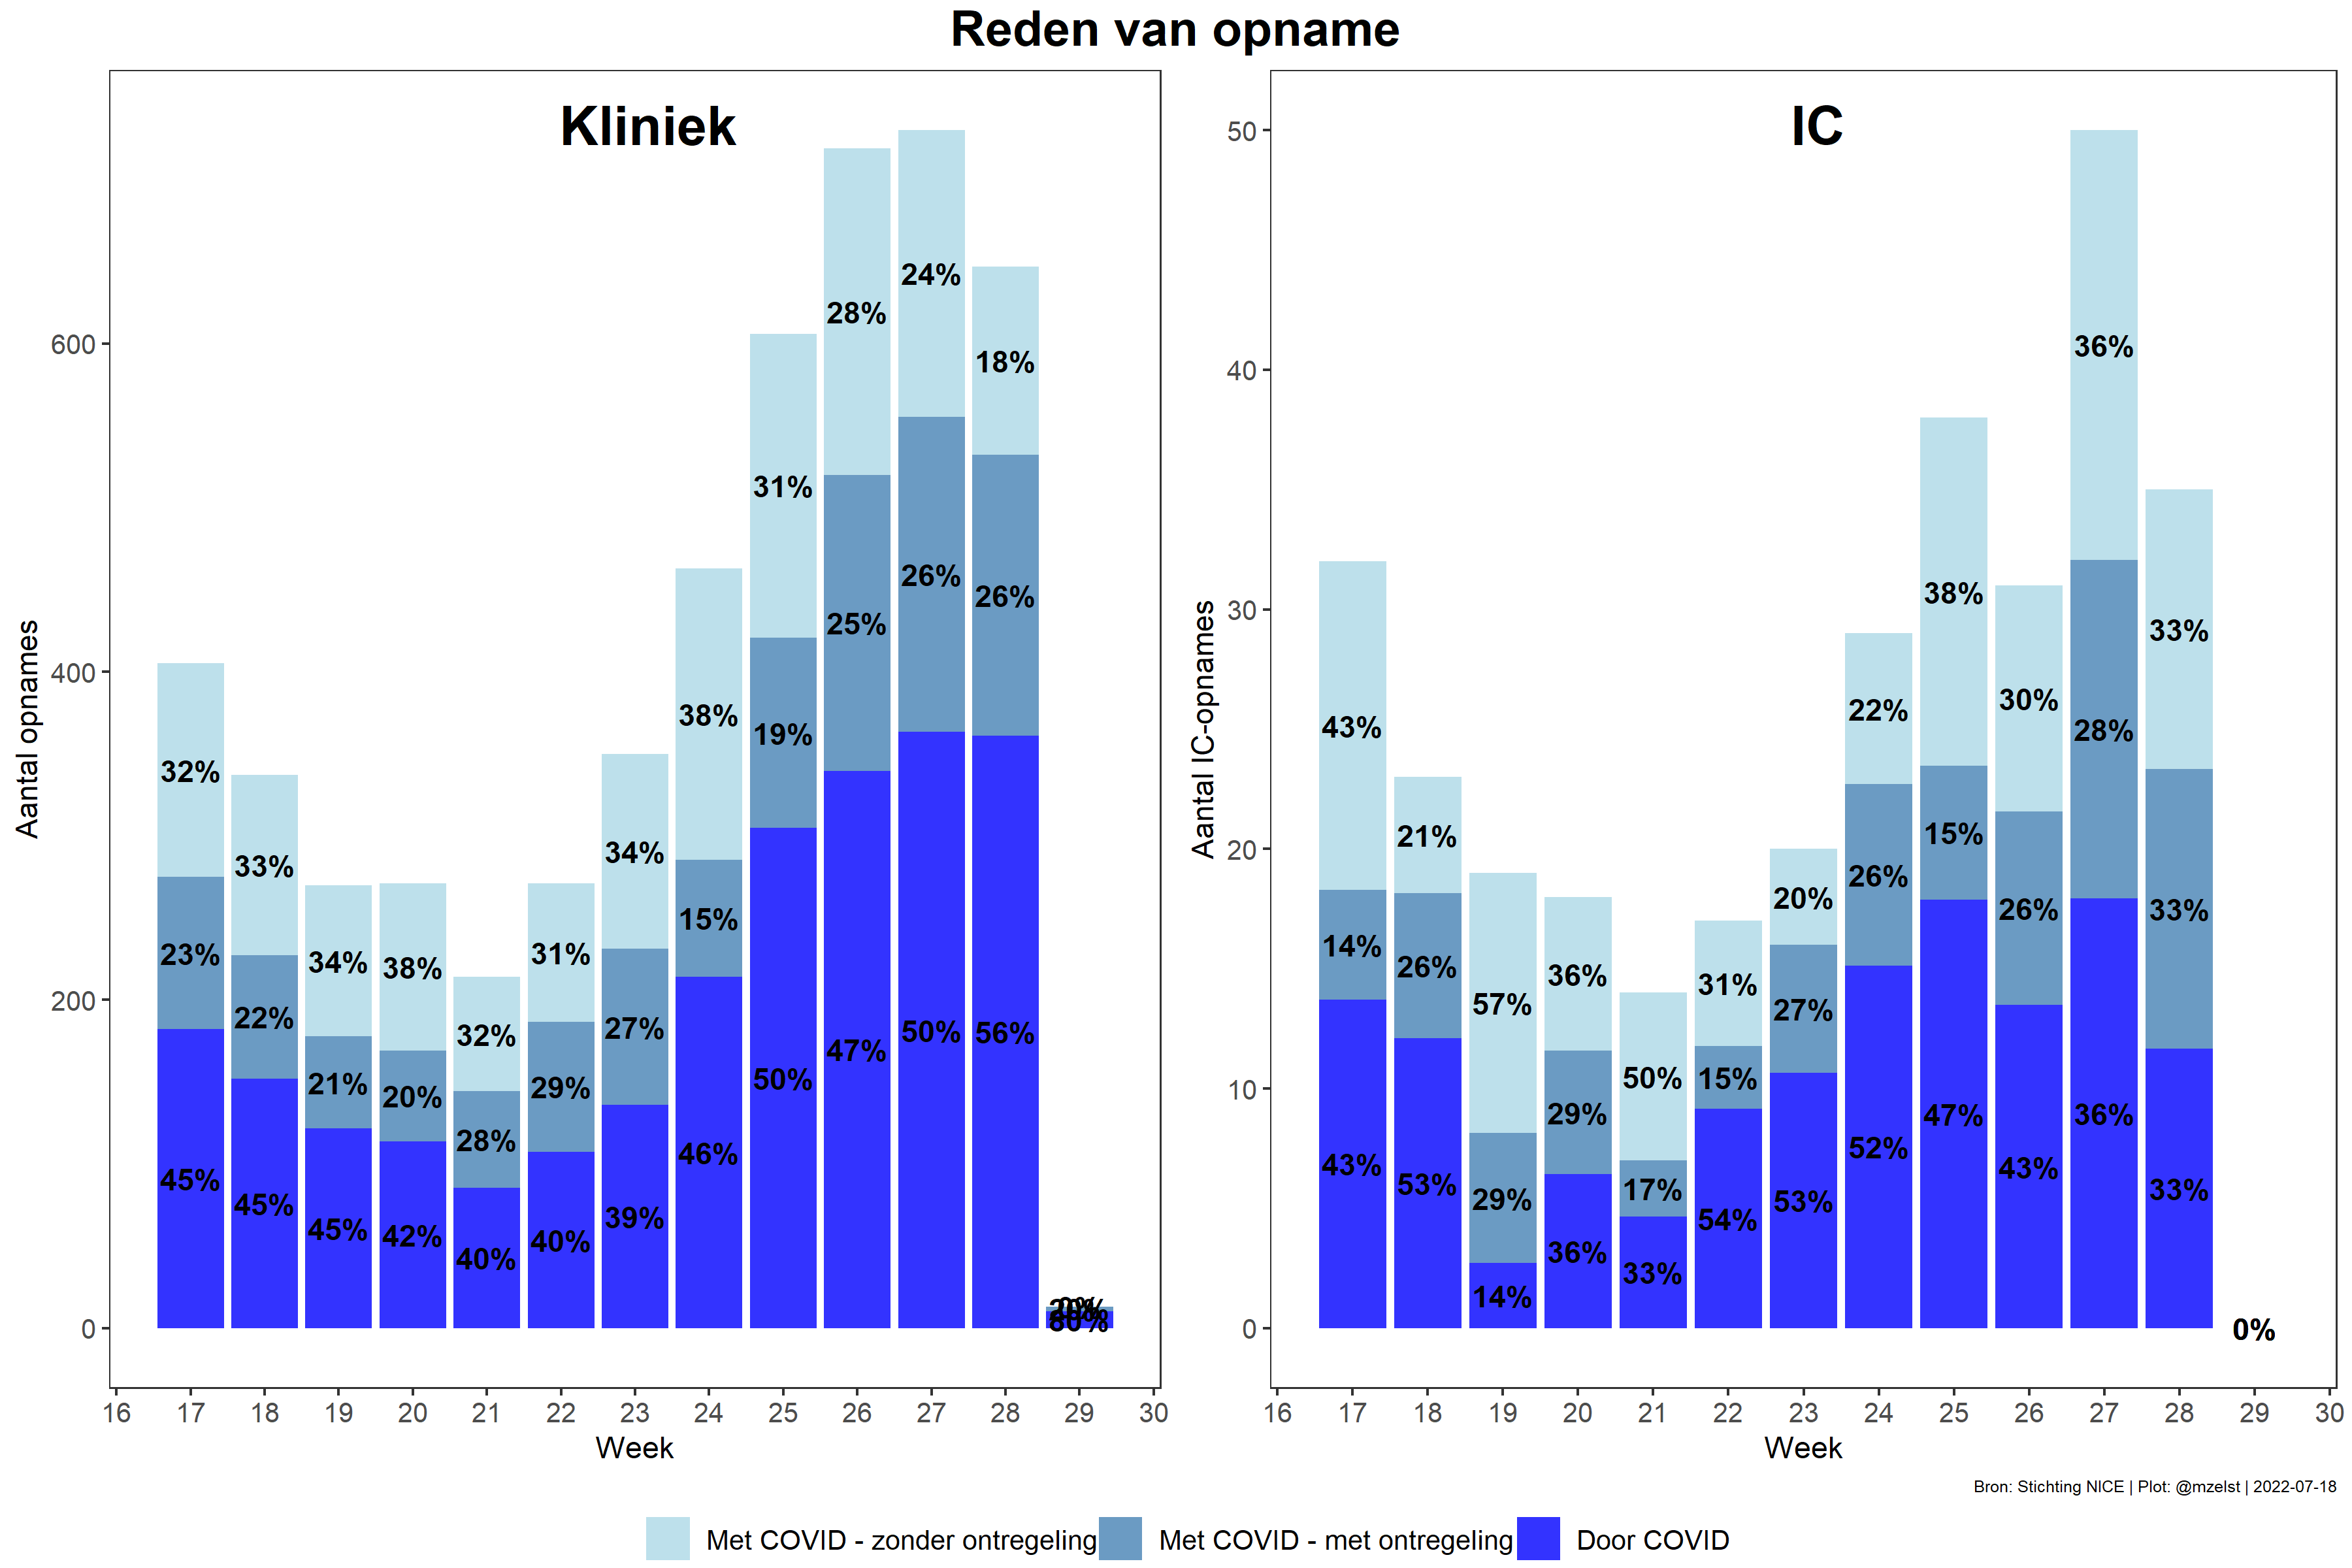 Reden van opname
Kliniek
Aantal opnames
600
400
200
0
32% 33% 34% 38% 32% 31% 34% 38% 31% 28% 24% 18%
23% 22% 21% 20% 28% 29% 27% 15% 19% 25% 26% 26%
45% 45% 45% 42% 40% 40% 39% 46% 50% 47% 50% 56% 80%
16 17 18 19 20 21 22 23 24 25 26 27 28 29 30
Week
IC
Aantal IC-opnames
50
40
30
20
10
0
43% 21% 57% 36% 50% 31% 20% 22% 38% 30% 36% 33%
14% 26% 29% 29% 17% 15% 27% 26% 15% 26% 28% 33%
43% 53% 14% 36% 33% 54% 53% 52% 47% 43% 36% 33% 0%
16 17 18 19 20 21 22 23 24 25 26 27 28 29 30
Week
Bron: Stichting NICE | Plot: @mzelst | 2022-07-18
Met COVID - zonder ontregeling Met COVID - met ontregeling Door COVID